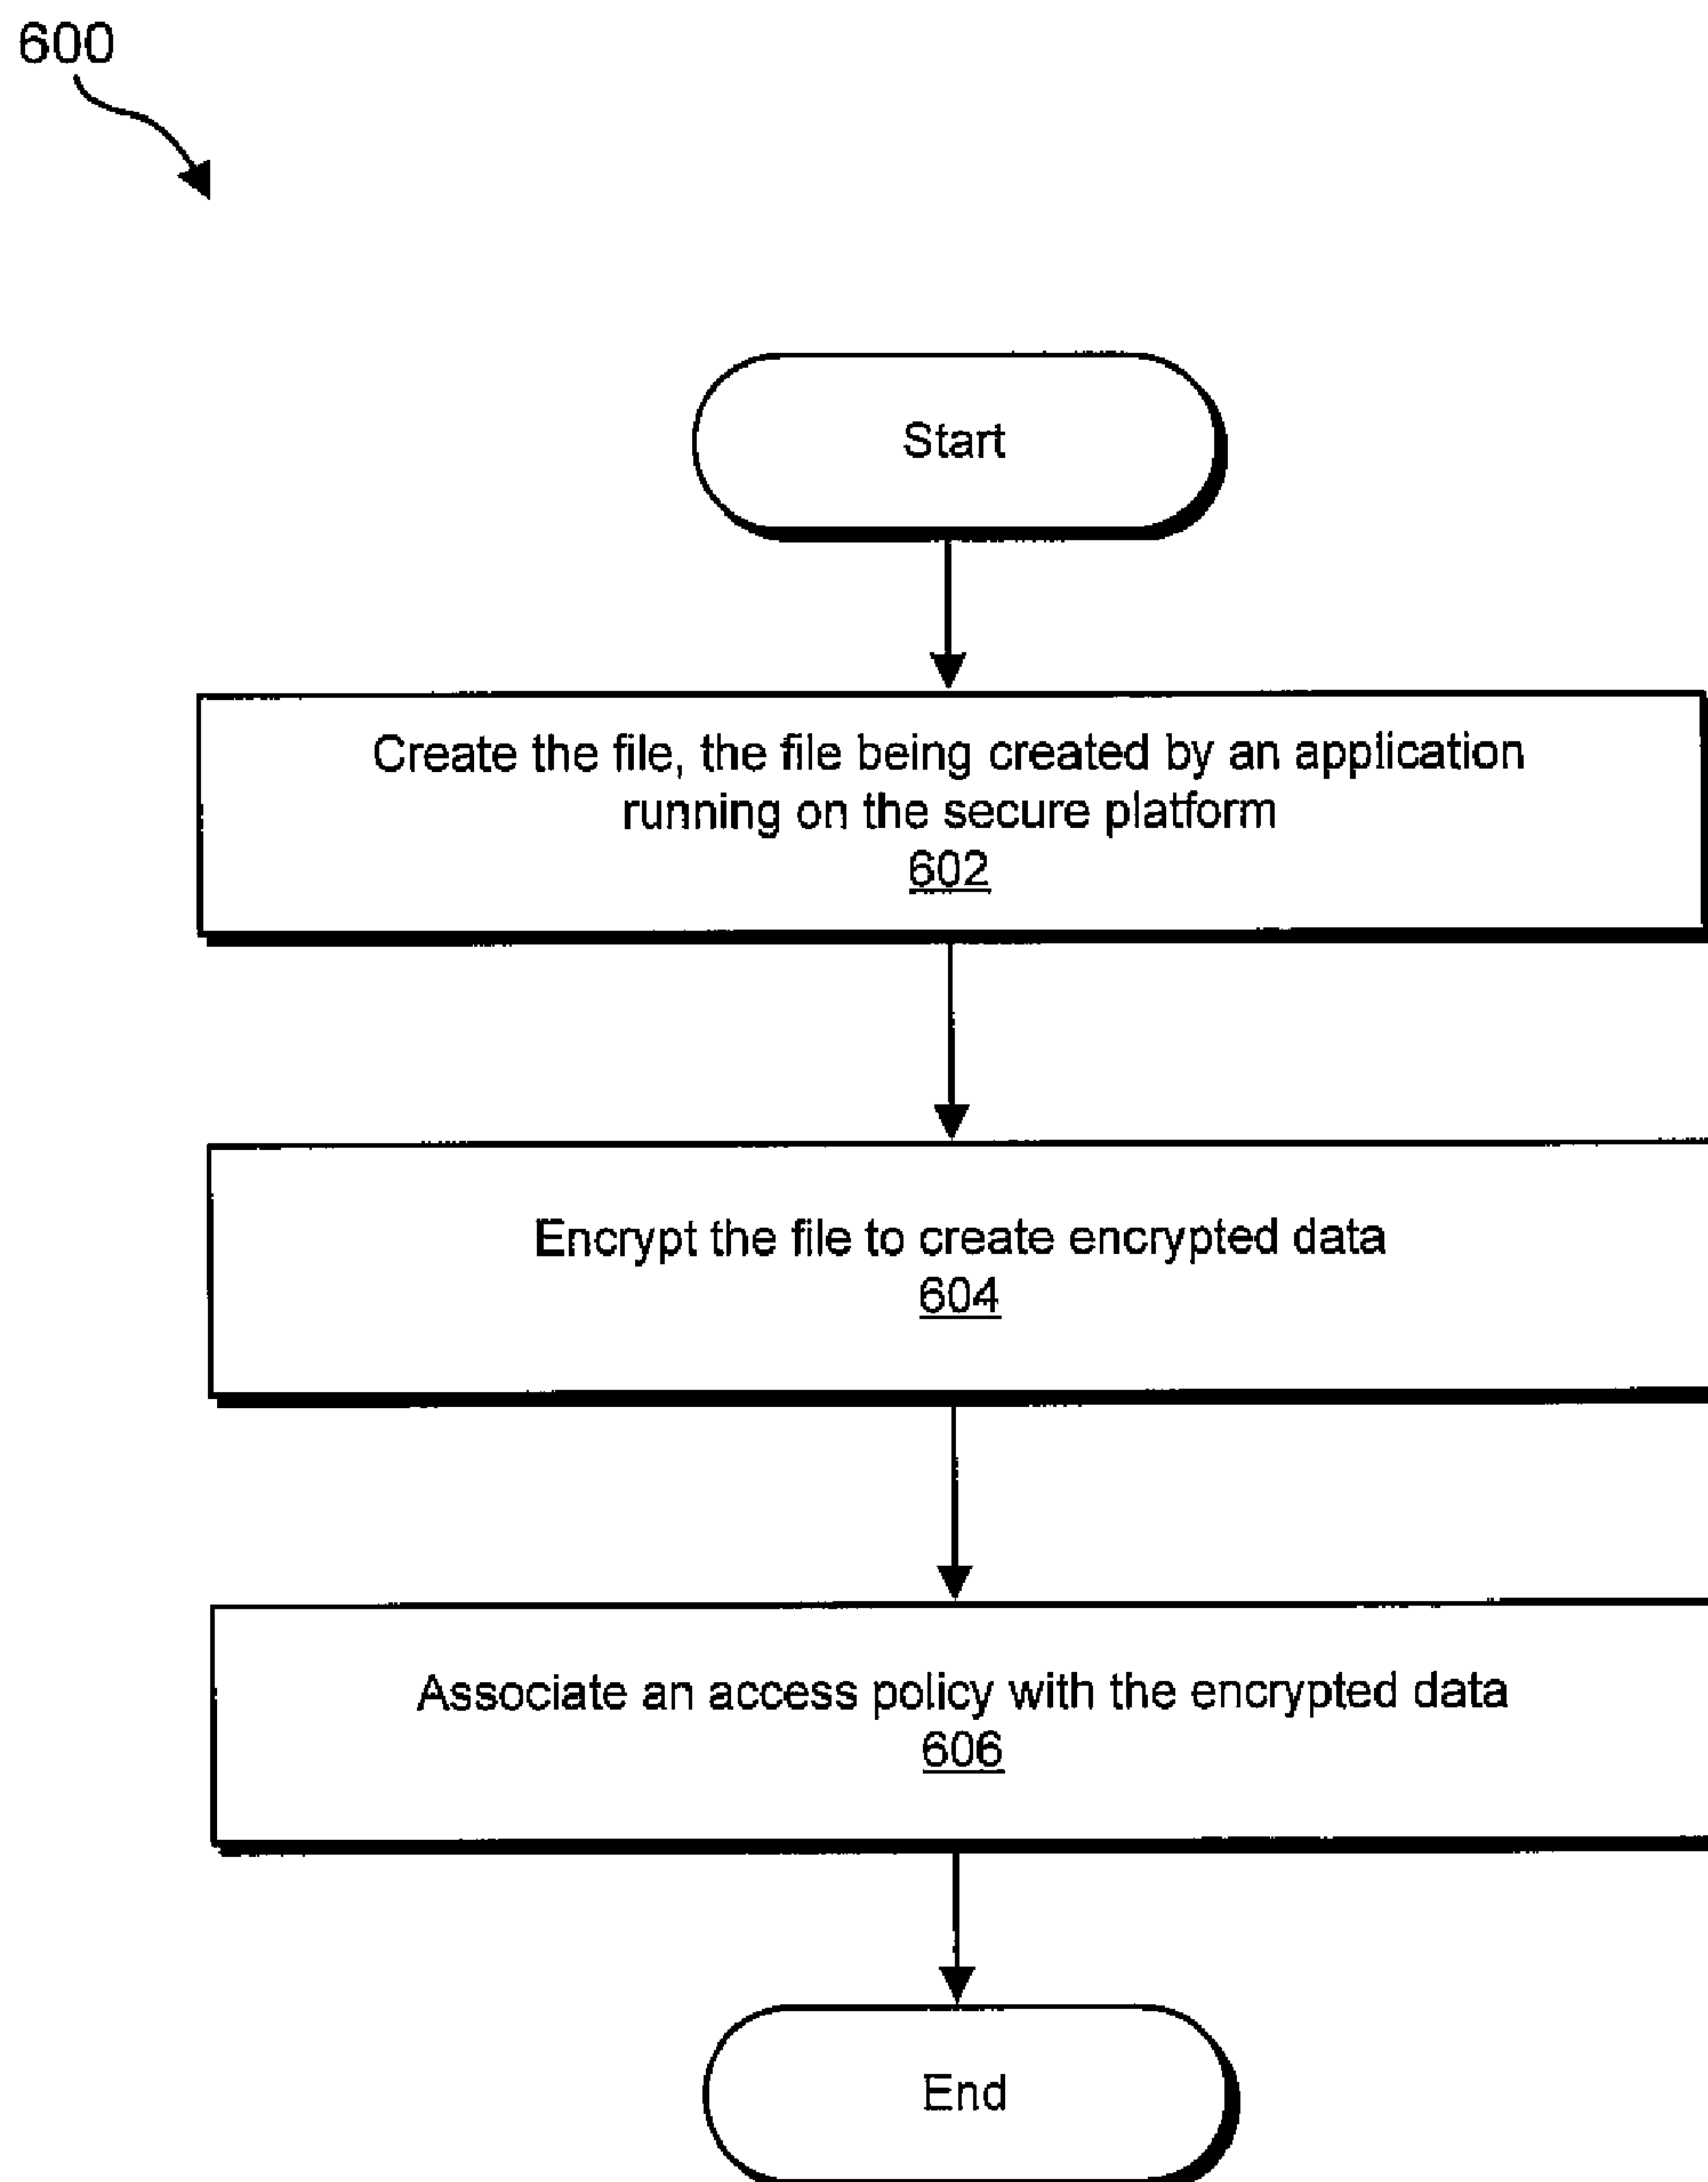 600
Start
Create the file, the file being created by an application
running on the secure platform
602
Encrypt the file to create encrypted data
604
Associate an access policy with the encrypted data
606
End